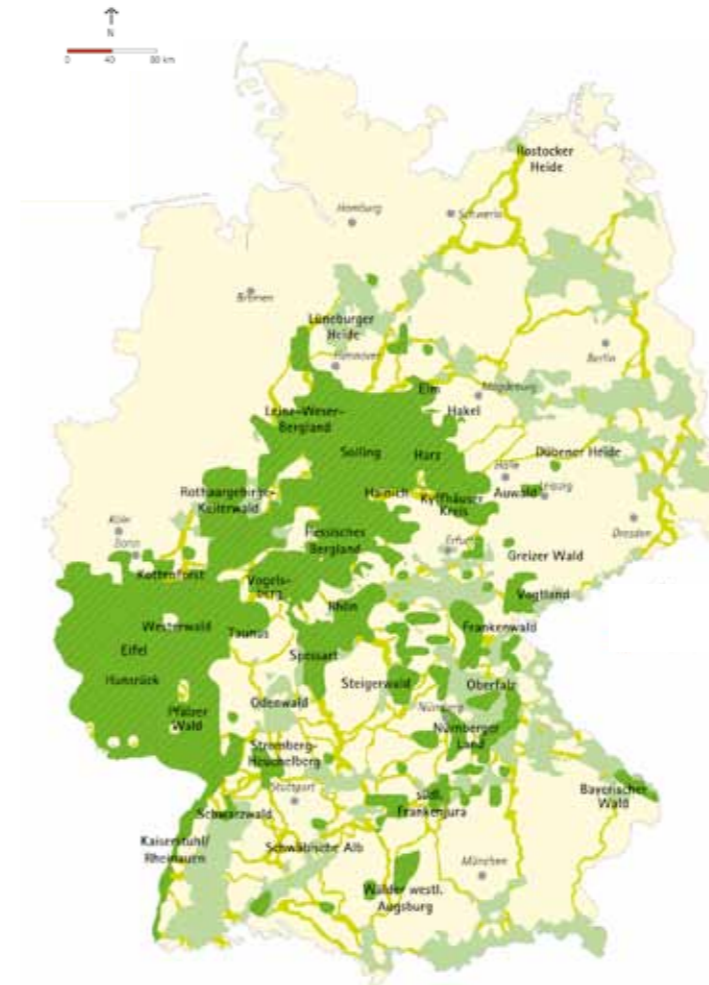 N
0 40 80 km
Rostocker
Heide
Hamburg
Schwerin
Bremen
Lüneburger
Heide
Hannover
Berlin
Elm
Magdeburg
Leine-Weser-
Bergland
Hakel
Solling
Harz
Dübener Heide
Halle
Rothaargebirge-
Kellerwald
Hainich
Kyffhäuser
Kreis
Auwald
Leipzig
Köln
Bonn
Hessisches
Bergland
Erfurt
Dresden
Greizer Wald
Kottenforst
Vogels-
berg
Vogtland
Rhön
Westerwald
Taunus
Frankenwald
Eifel
Spessart
Hunsrück
Steigerwald
Oberfalz
Odenwald
Pfälzer
Wald
Nürnberg
Nürnberger
Land
Stromberg-
Heuchelberg
Stuttgart
Bayerischer
Wald
südl.
Frankenjura
Schwarzwald
Kaiserstuhl/
Rheinauen
Schwäbische Alb
München
Wälder westl.
Augsburg